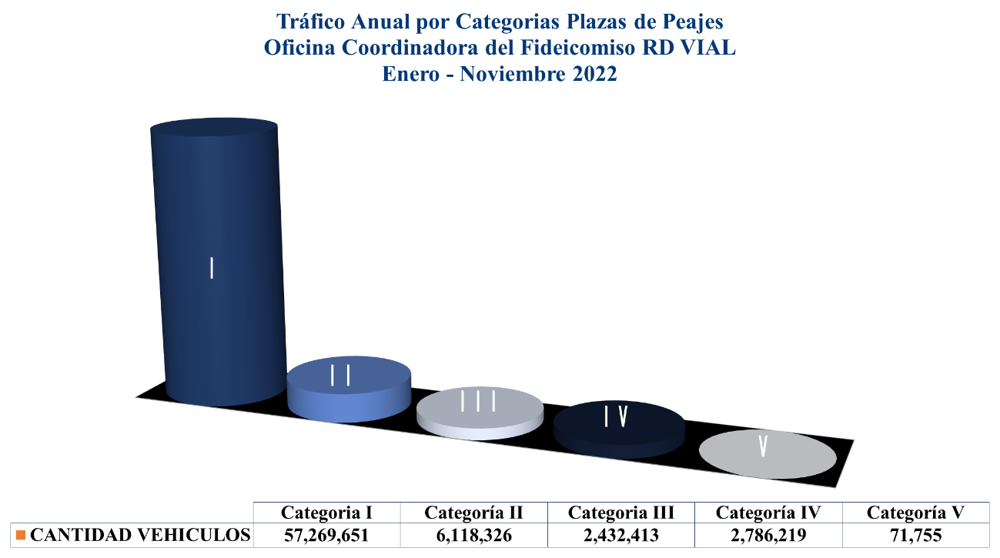 Tráfico Anual por Categorias Plazas de Peajes
Oficina Coordinadora del Fideicomiso RD VIAL
Enero - Noviembre 2022
I
II
III
IV
V
Categoria I Categoría II Categoria III Categoría IV Categoría V
CANTIDAD VEHICULOS 57,269,651 6,118,326 2,432,413 2,786,219 71,755